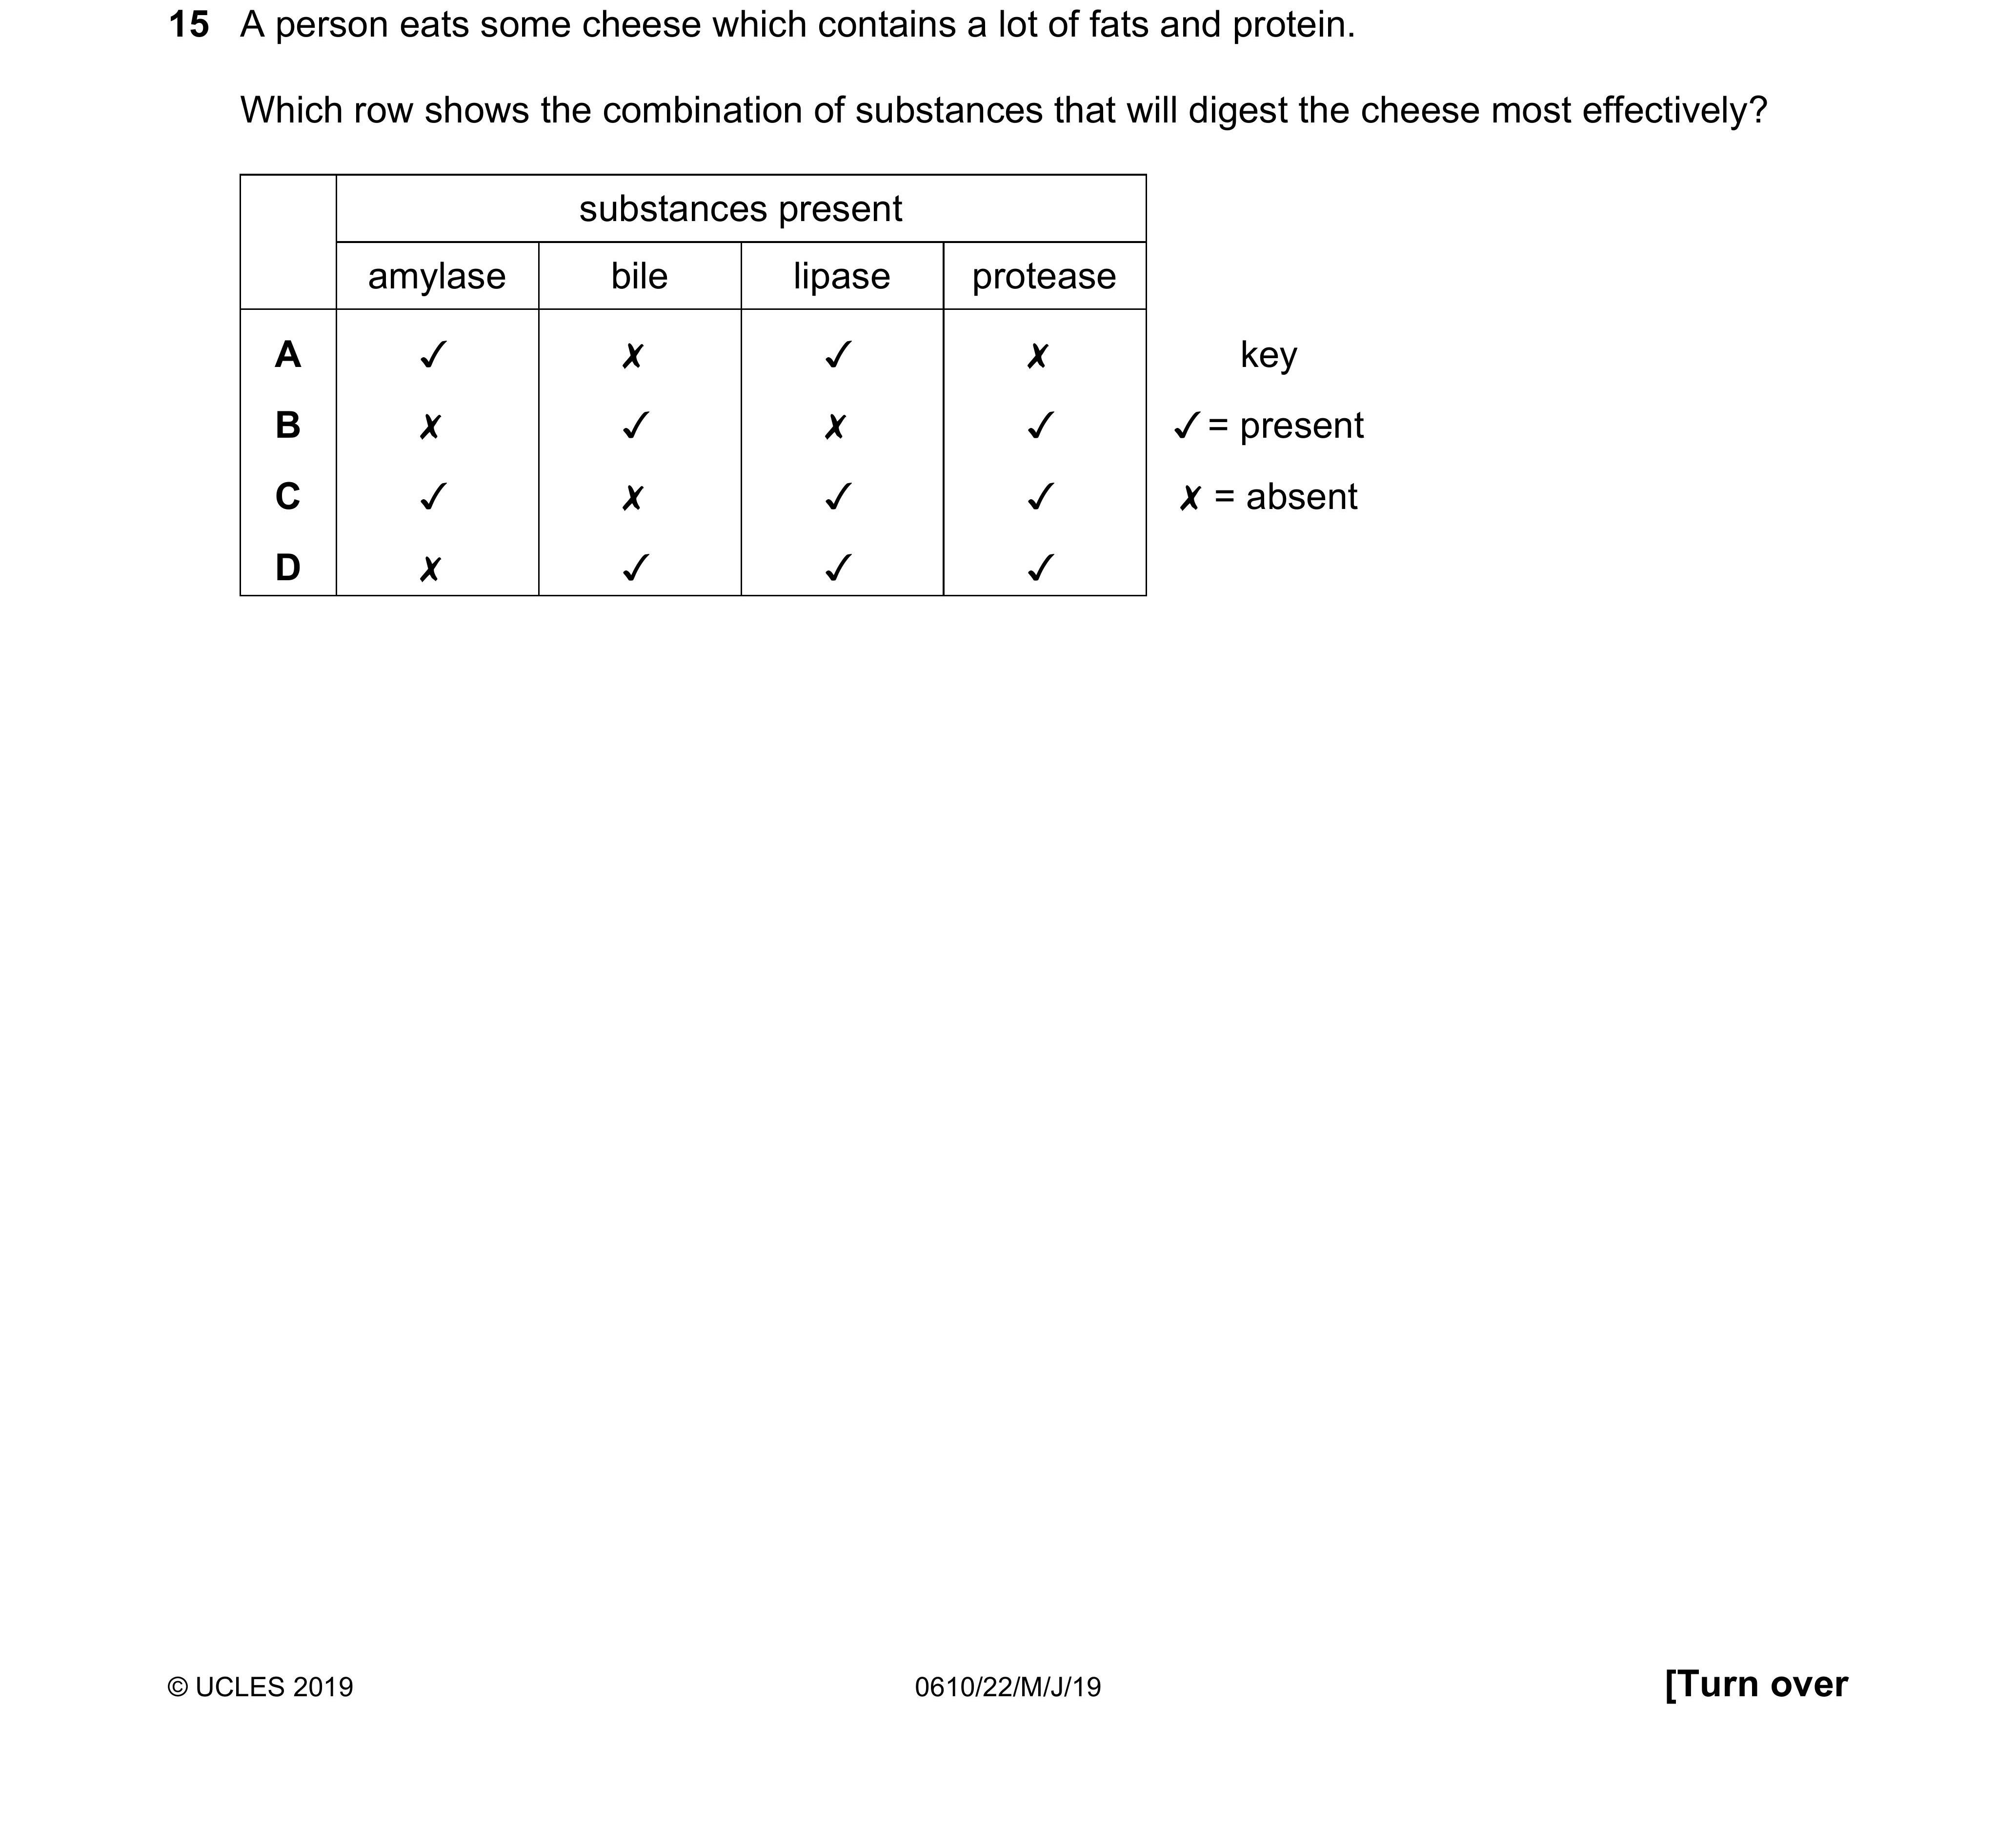 15 A person eats some cheese which contains a lot of fats and protein.
Which row shows the combination of substances that will digest the cheese most effectively?
substances present
amylase bile lipase protease
A ✓ ✗ ✓ ✗ key
B ✗ ✓ ✗ ✓ ✓ = present
C ✓ ✗ ✓ ✓ ✗ = absent
D ✗ ✓ ✓ ✓
© UCLES 2019 0610/22/M/J/19 [Turn over